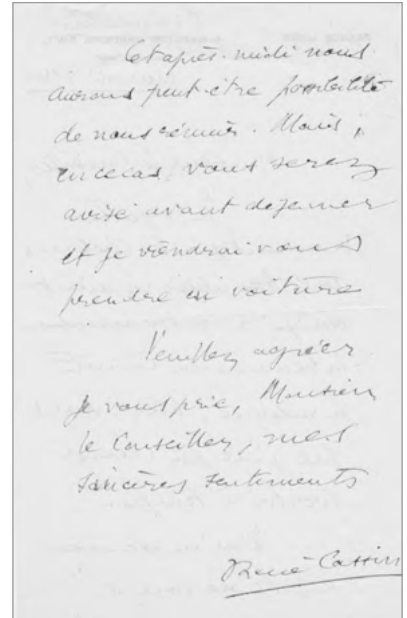 Cet après-midi nous
aurons peut-être possibilité
de nous réunir. Mais,
en ce cas, vous serez
avisé avant déjeuner
et je viendrai vous
prendre en voiture
Veuillez agréer
je vous prie, Monsieur
le Conseiller, mes
sincères sentiments
René Cassin